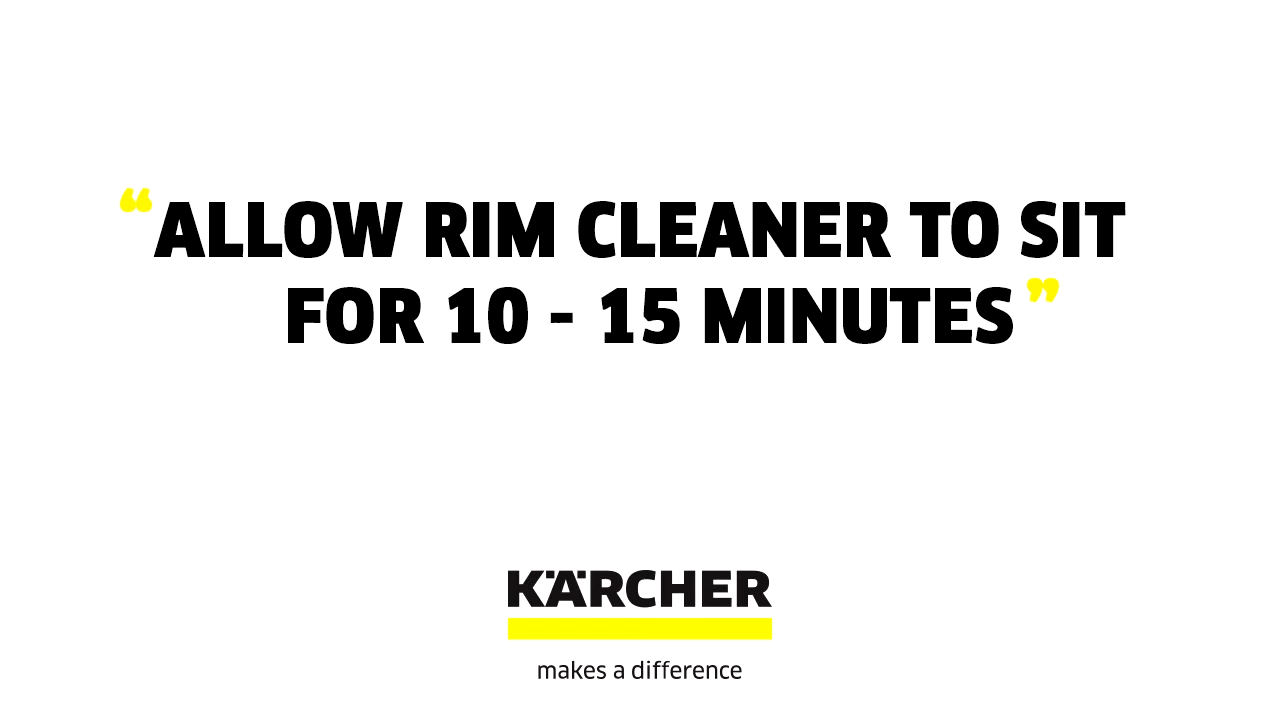 “ALLOW RIM CLEANER TO SIT
FOR 10 - 15 MINUTES”
KÄRCHER
makes a difference